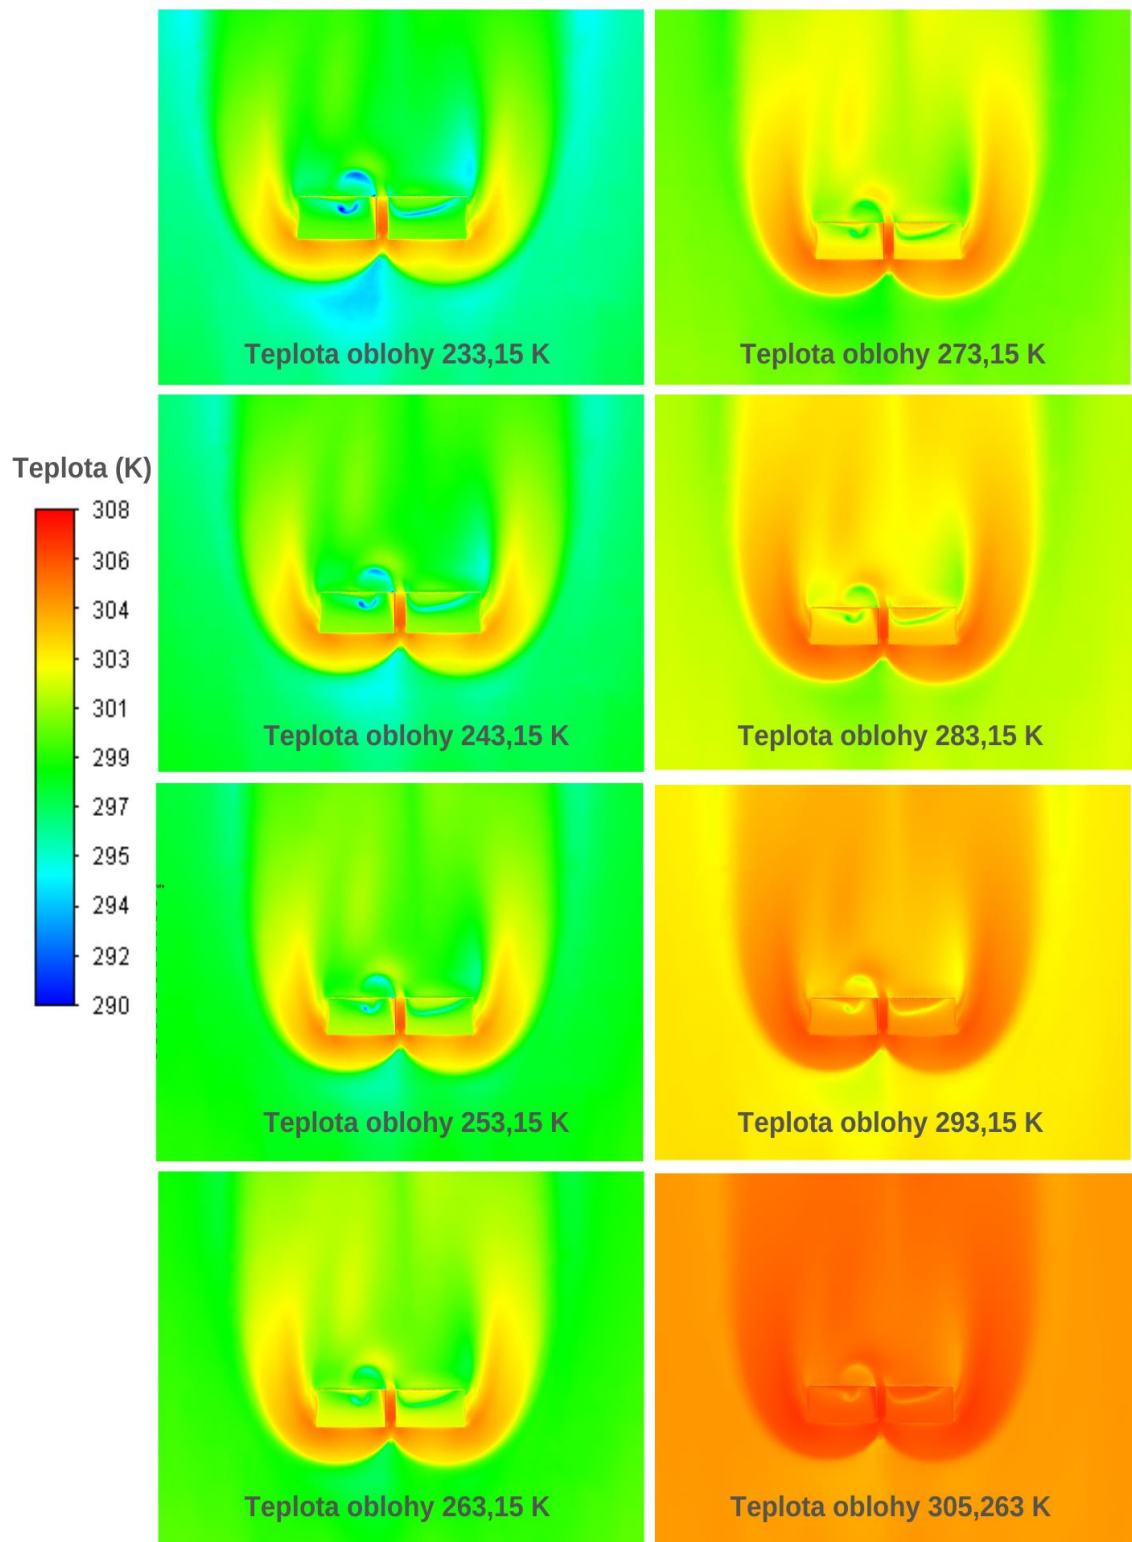 Teplota oblohy 233,15 K
Teplota oblohy 273,15 K
Teplota (K)
308
306
304
303
301
299
297
295
294
292
290
Teplota oblohy 243,15 K
Teplota oblohy 283,15 K
Teplota oblohy 253,15 K
Teplota oblohy 293,15 K
Teplota oblohy 263,15 K
Teplota oblohy 305,263 K